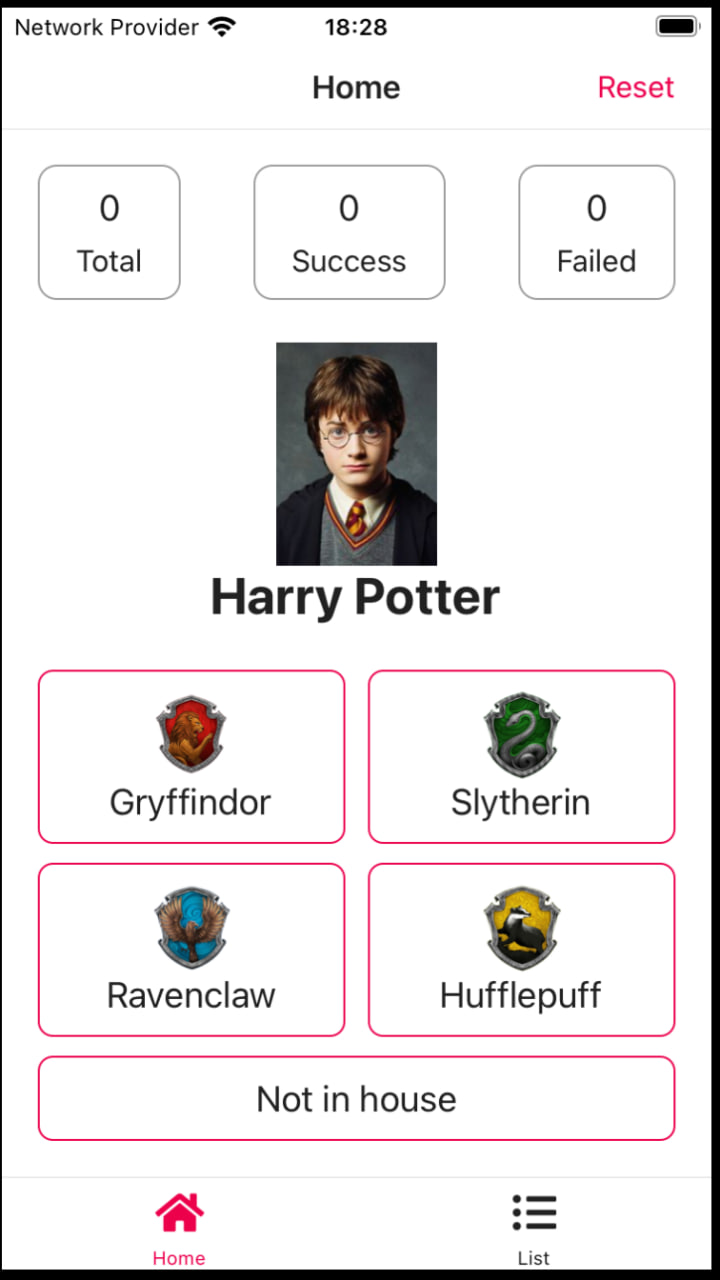 Network Provider 18:28
Home Reset
0 0 0
Total Success Failed
Harry Potter
Gryffindor Slytherin
Ravenclaw Hufflepuff
Not in house
Home List